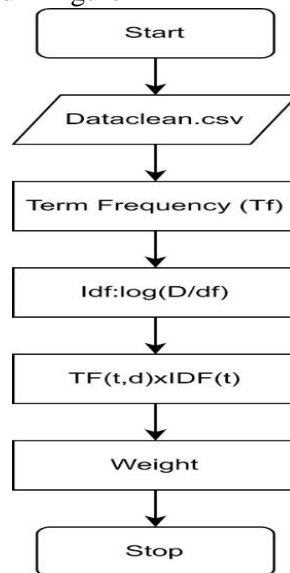 Start
Dataclean.csv
Term Frequency (Tf)
Idf:log(D/df)
TF(t,d)xIDF(t)
Weight
Stop